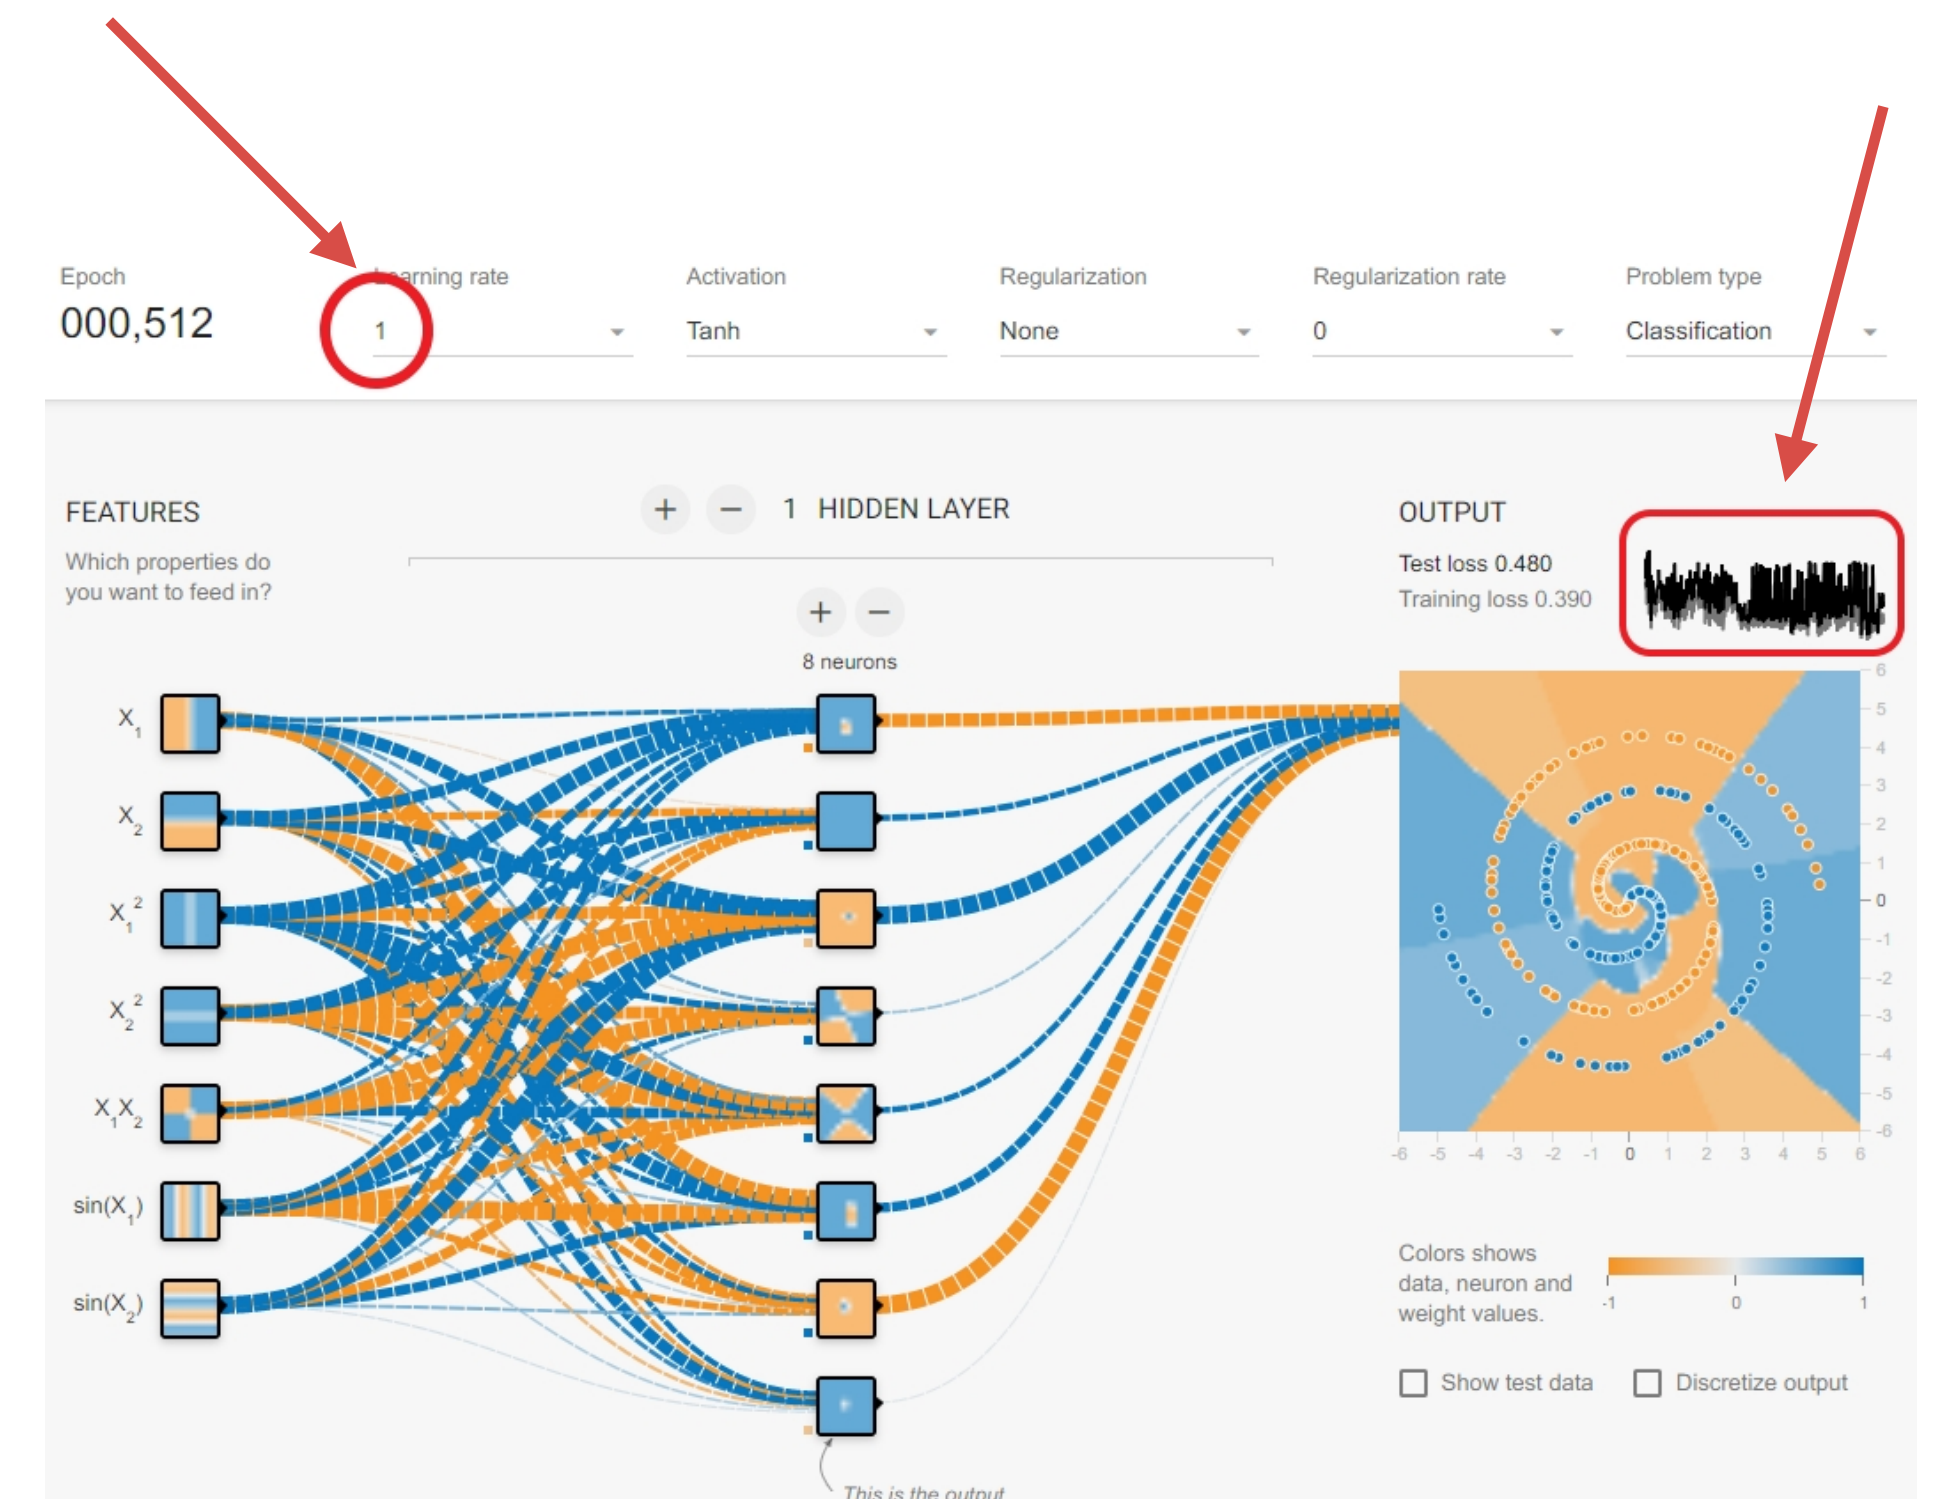 Epoch
000,512
Learning rate
1
Activation
Tanh
Regularization
None
Regularization rate
0
Problem type
Classification
FEATURES
Which properties do
you want to feed in?
+ − 1 HIDDEN LAYER
+ −
8 neurons
X1
X2
X1²
X2²
X1X2
sin(X1)
sin(X2)
This is the output
OUTPUT
Test loss 0.480
Training loss 0.390
6
5
4
3
2
1
0
-1
-2
-3
-4
-5
-6
-6 -5 -4 -3 -2 -1 0 1 2 3 4 5 6
Colors shows
data, neuron and
weight values.
-1 0 1
Show test data
Discretize output